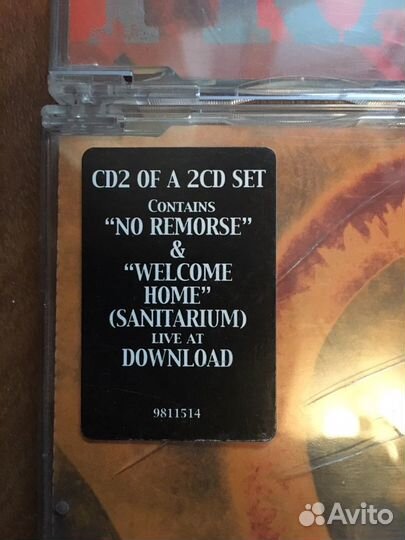 CD2 OF A 2CD SET
CONTAINS
"NO REMORSE"
&
"WELCOME
HOME"
(SANITARIUM)
LIVE AT
DOWNLOAD
9811514
Avito